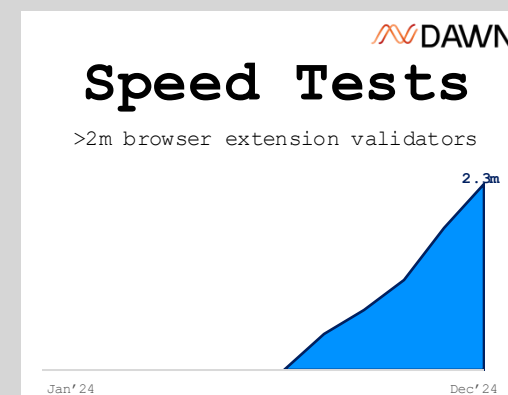 DAWN
Speed Tests
>2m browser extension validators
2.3m
Jan’24 Dec’24